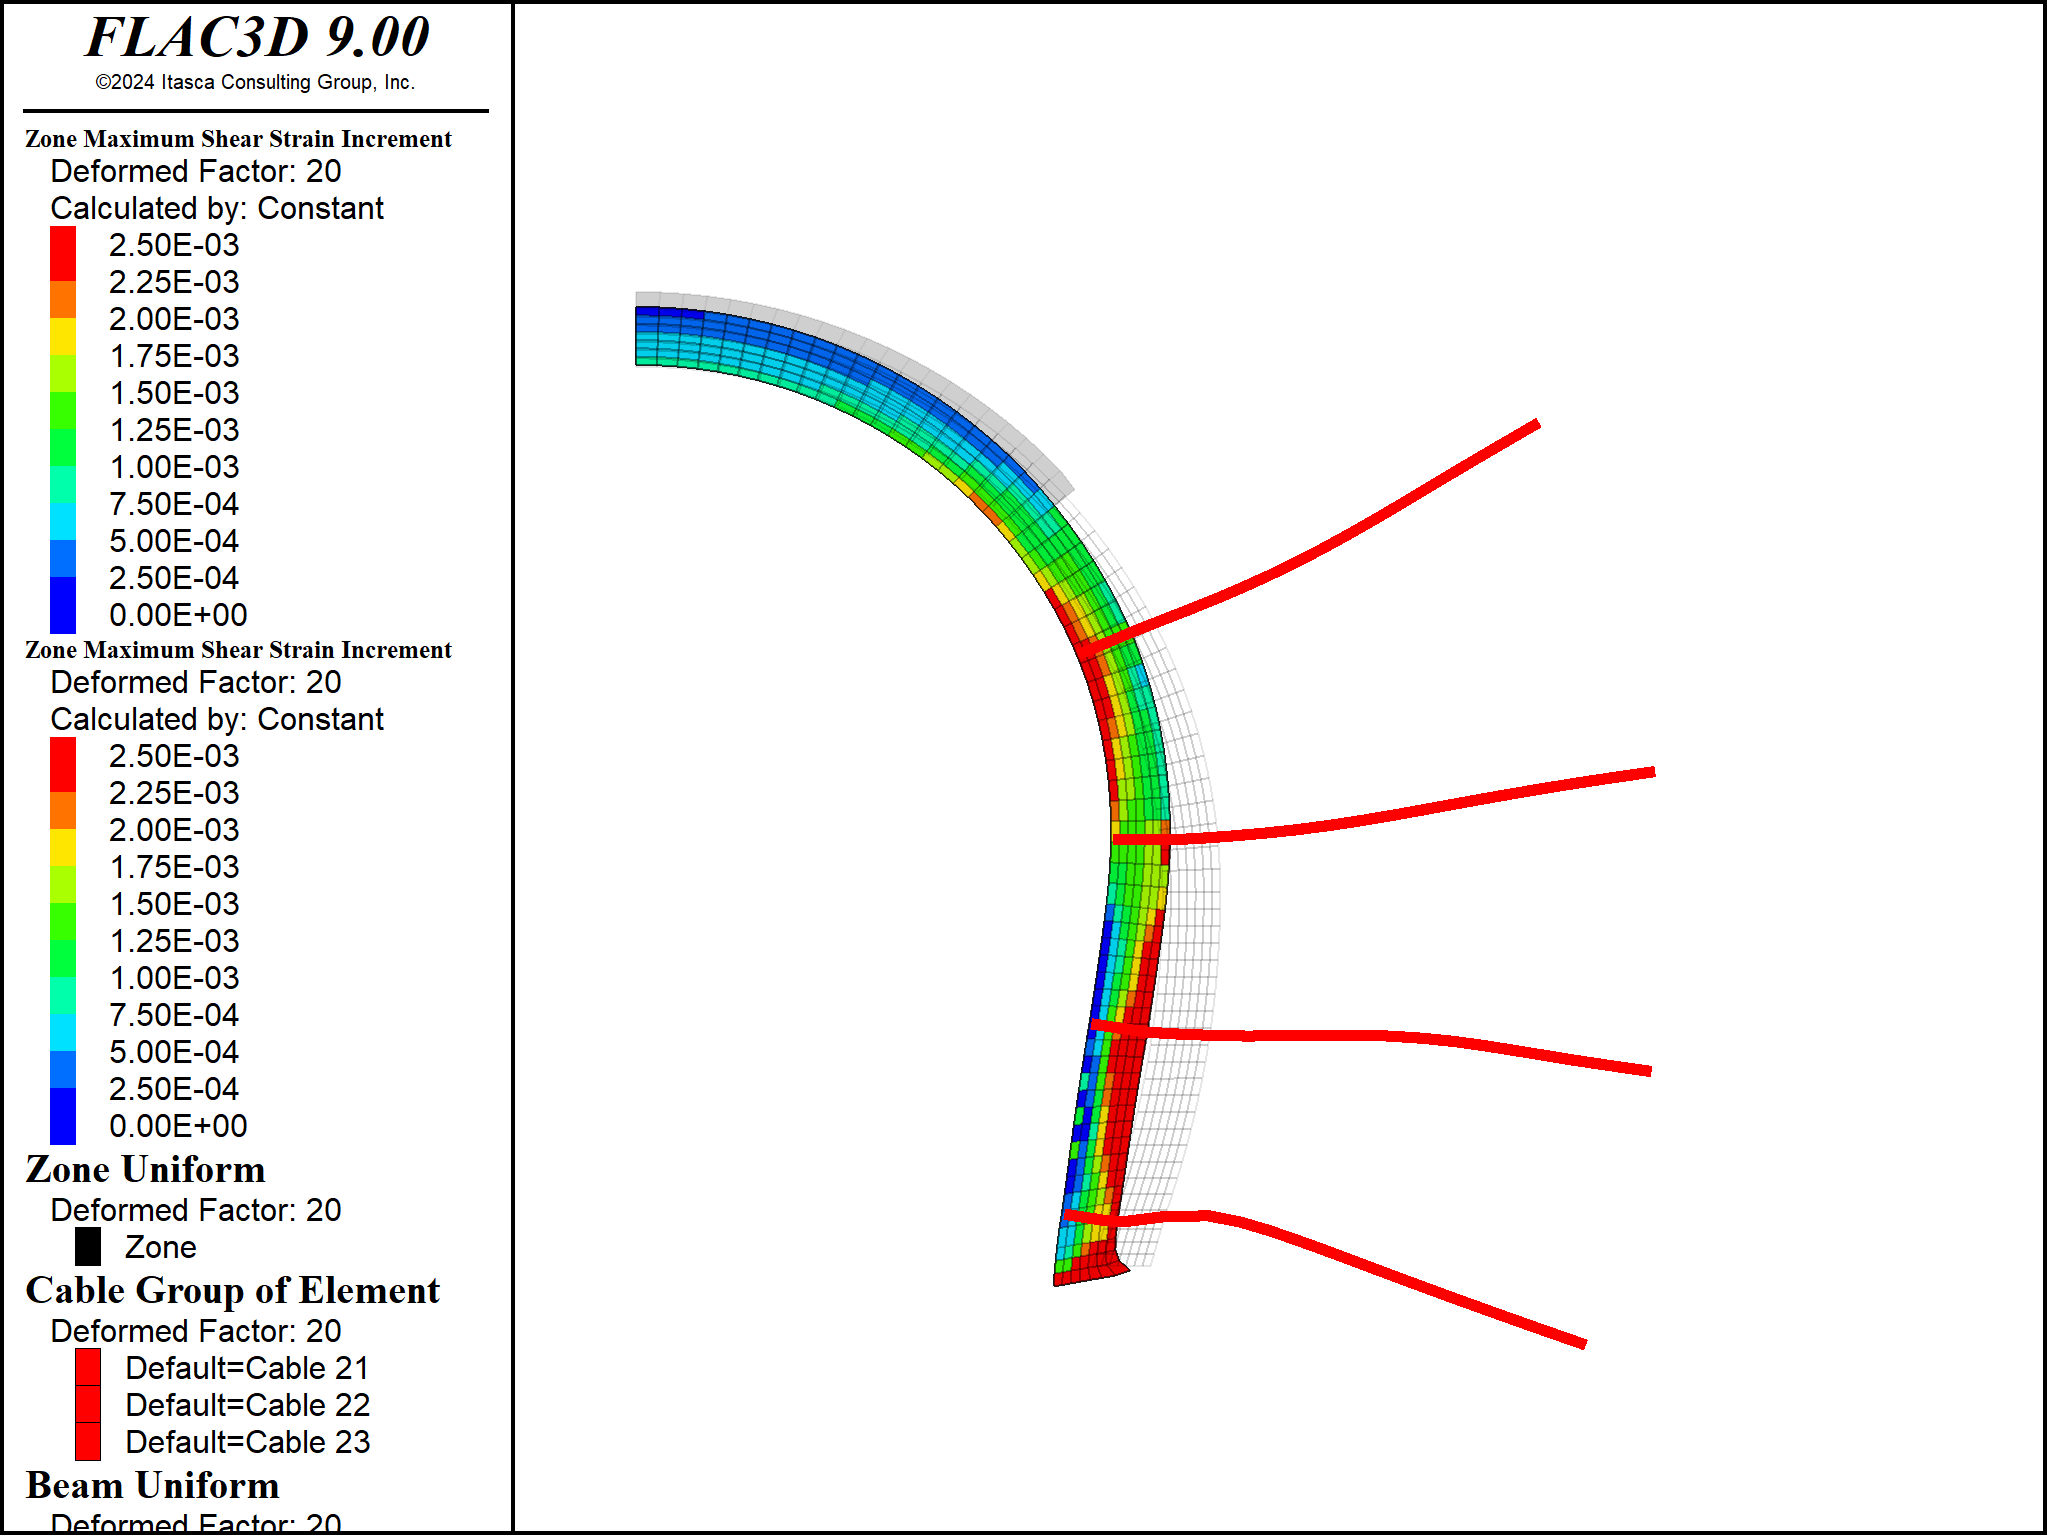 FLAC3D 9.00
©2024 Itasca Consulting Group, Inc.
Zone Maximum Shear Strain Increment
Deformed Factor: 20
Calculated by: Constant
2.50E-03
2.25E-03
2.00E-03
1.75E-03
1.50E-03
1.25E-03
1.00E-03
7.50E-04
5.00E-04
2.50E-04
0.00E+00
Zone Maximum Shear Strain Increment
Deformed Factor: 20
Calculated by: Constant
2.50E-03
2.25E-03
2.00E-03
1.75E-03
1.50E-03
1.25E-03
1.00E-03
7.50E-04
5.00E-04
2.50E-04
0.00E+00
Zone Uniform
Deformed Factor: 20
Zone
Cable Group of Element
Deformed Factor: 20
Default=Cable 21
Default=Cable 22
Default=Cable 23
Beam Uniform
Deformed Factor: 20